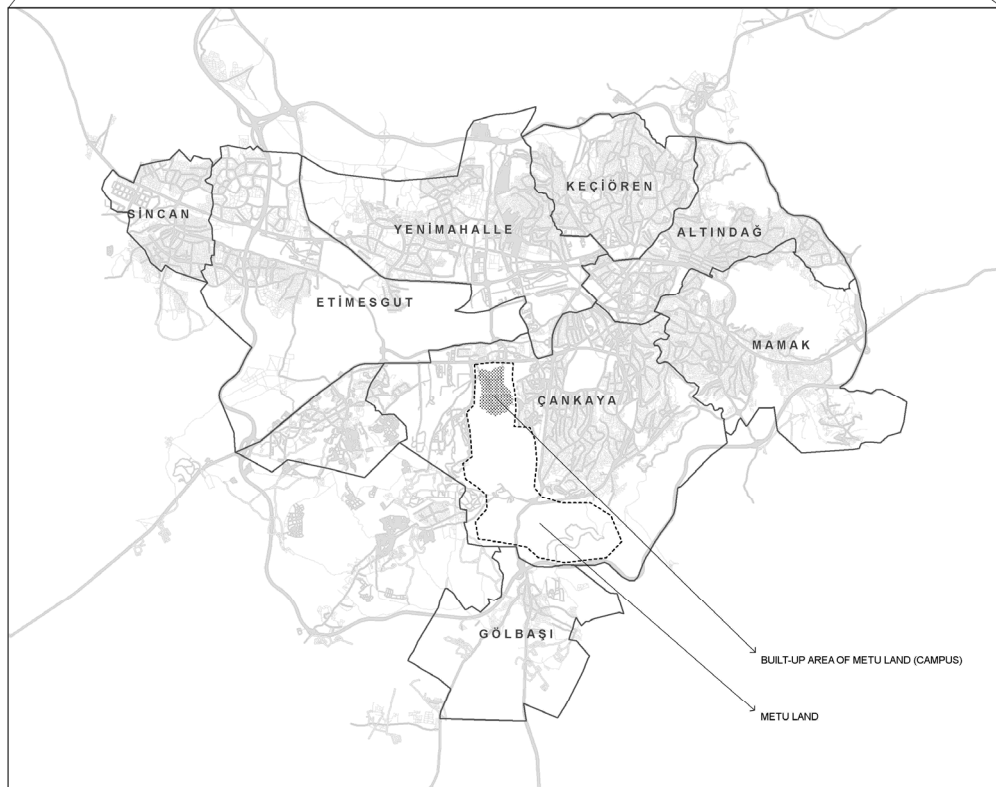 KEÇİÖREN
SİNCAN
YENİMAHALLE
ALTINDAĞ
ETİMESGUT
MAMAK
ÇANKAYA
GÖLBAŞI
BUILT-UP AREA OF METU LAND (CAMPUS)
METU LAND